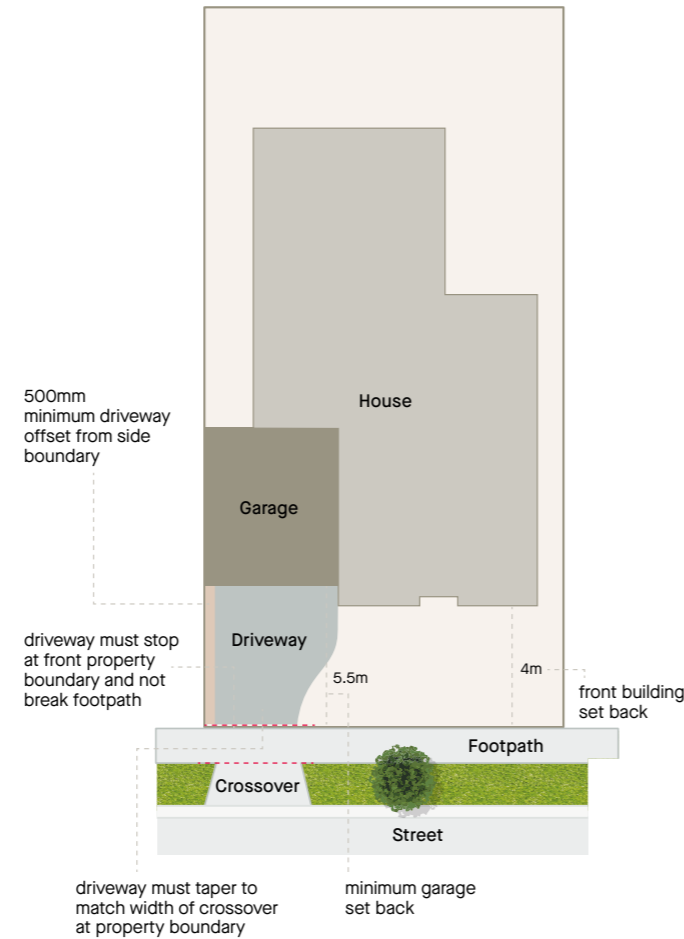 House
500mm
minimum driveway
offset from side
boundary
Garage
Driveway
driveway must stop
at front property
boundary and not
break footpath
5.5m
4m
front building
set back
Footpath
Crossover
Street
driveway must taper to
match width of crossover
at property boundary
minimum garage
set back